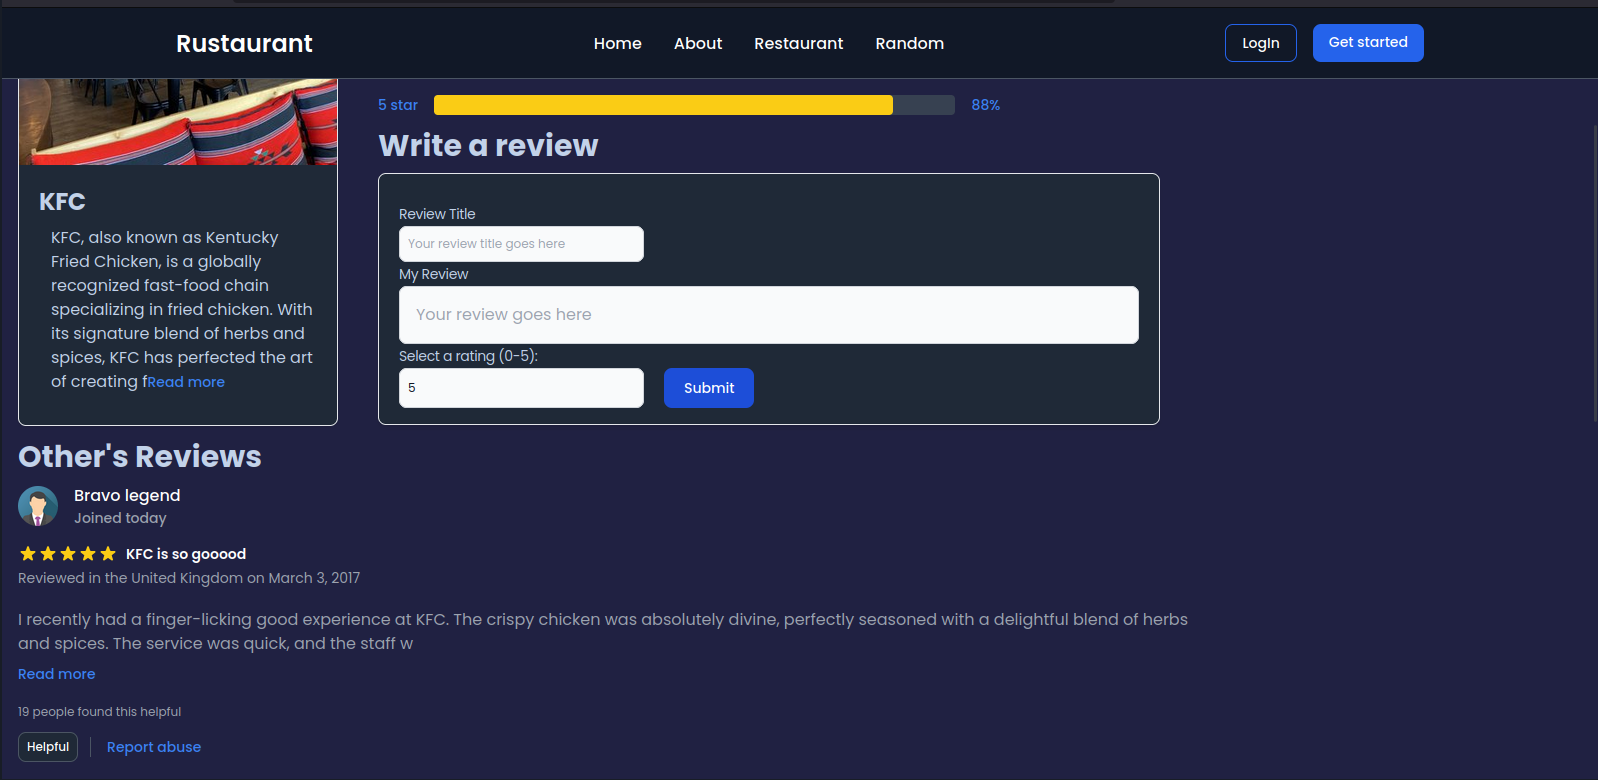 Rustaurant
Home About Restaurant Random
LogIn Get started
5 star 88%
Write a review
Review Title
Your review title goes here
My Review
Your review goes here
Select a rating (0-5):
5 Submit
KFC
KFC, also known as Kentucky
Fried Chicken, is a globally
recognized fast-food chain
specializing in fried chicken. With
its signature blend of herbs and
spices, KFC has perfected the art
of creating fRead more
Other's Reviews
Bravo legend
Joined today
KFC is so gooood
Reviewed in the United Kingdom on March 3, 2017
I recently had a finger-licking good experience at KFC. The crispy chicken was absolutely divine, perfectly seasoned with a delightful blend of herbs
and spices. The service was quick, and the staff w
Read more
19 people found this helpful
Helpful Report abuse